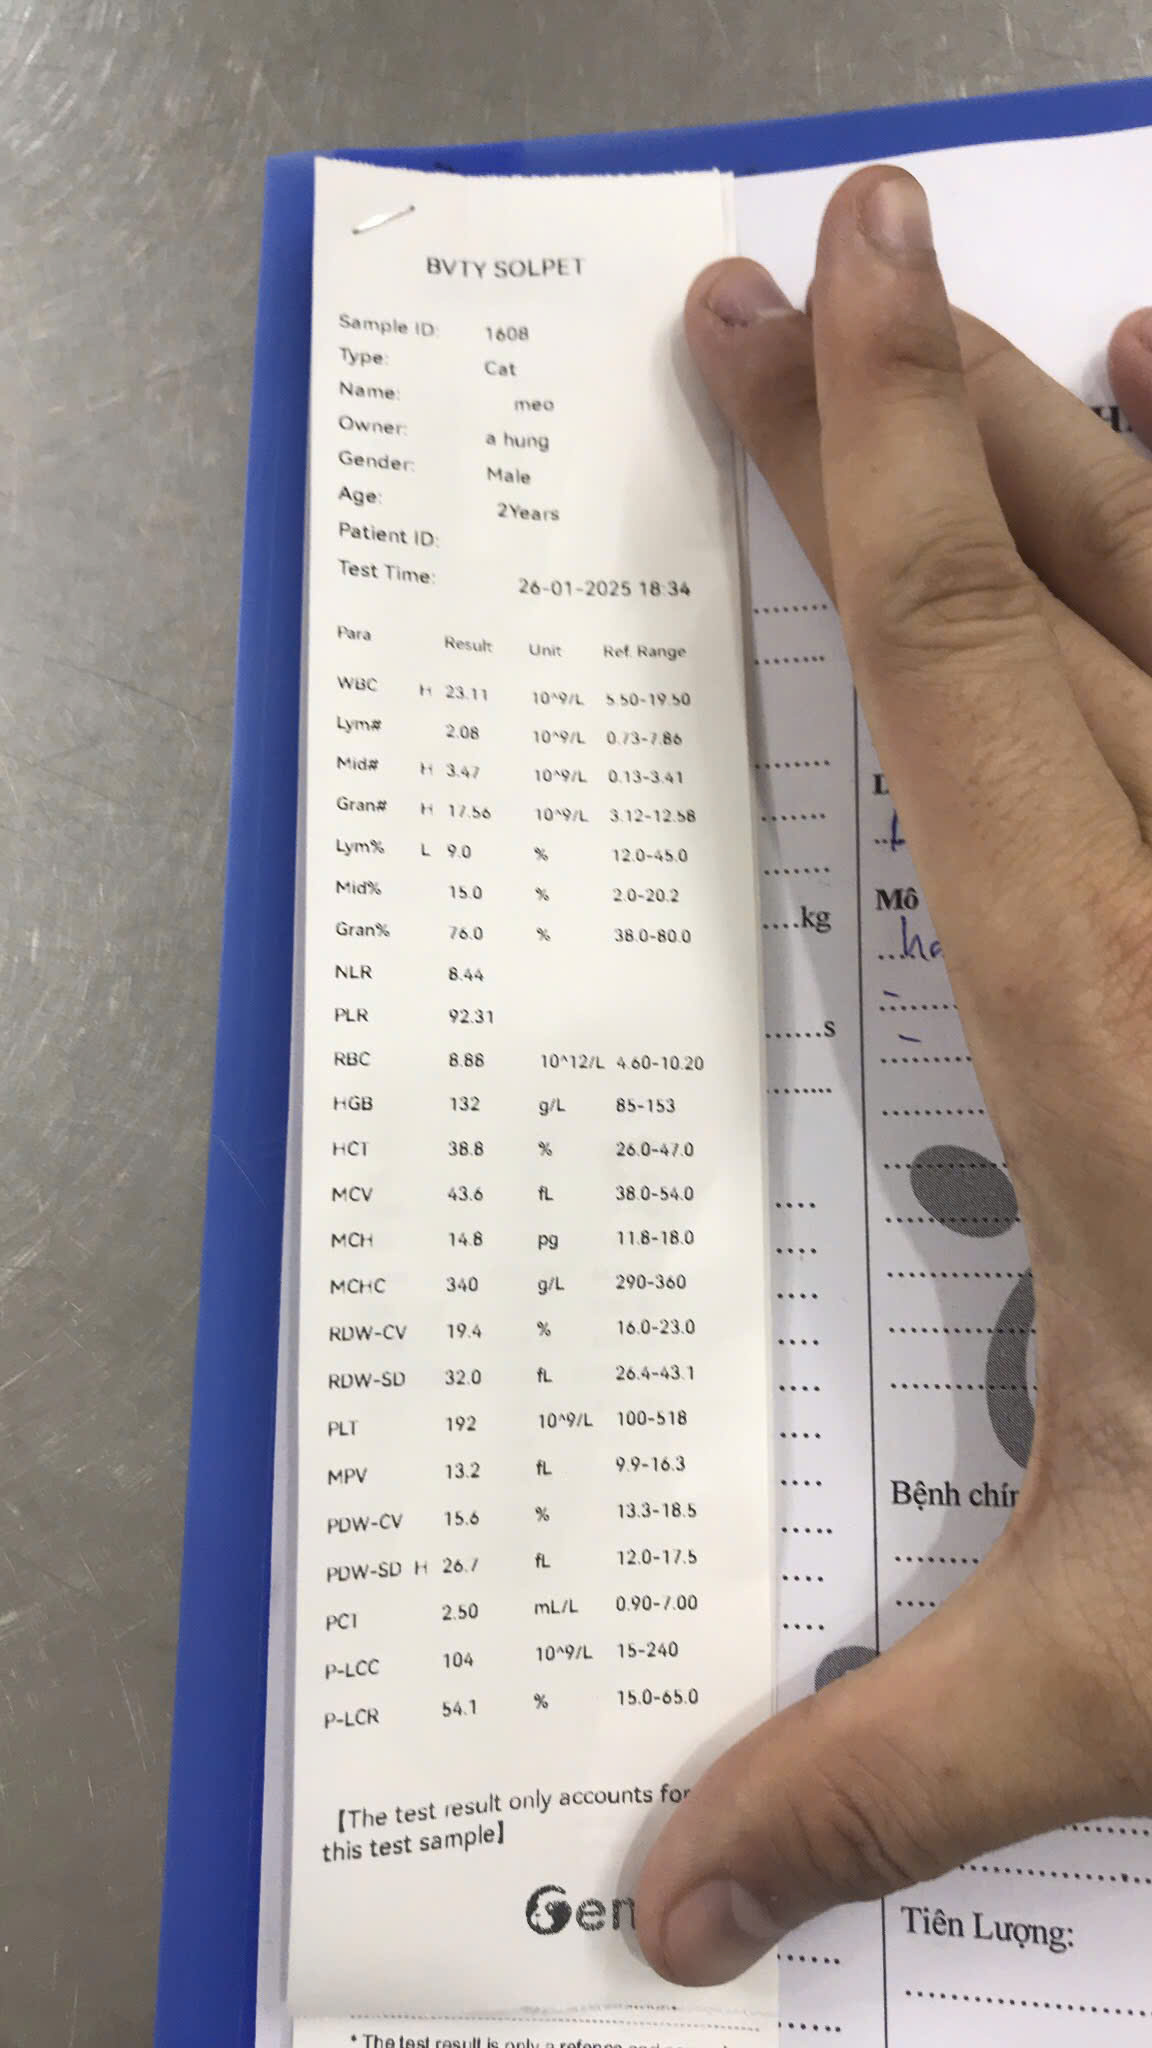 BVTY SOLPET
Sample ID: 1608
Type: Cat
Name: meo
Owner: a hung
Gender: Male
Age: 2Years
Patient ID:
Test Time: 26-01-2025 18:34
Para Result Unit Ref. Range
WBC H 23.11 10^9/L 5.50-19.50
Lym# 2.08 10^9/L 0.73-7.86
Mid# H 3.47 10^9/L 0.13-3.41
Gran# H 17.56 10^9/L 3.12-12.58
Lym% L 9.0 % 12.0-45.0
Mid% 15.0 % 2.0-20.2
Gran% 76.0 % 38.0-80.0
NLR 8.44
PLR 92.31
RBC 8.88 10^12/L 4.60-10.20
HGB 132 g/L 85-153
HCT 38.8 % 26.0-47.0
MCV 43.6 fL 38.0-54.0
MCH 14.8 pg 11.8-18.0
MCHC 340 g/L 290-360
RDW-CV 19.4 % 16.0-23.0
RDW-SD 32.0 fL 26.4-43.1
PLT 192 10^9/L 100-518
MPV 13.2 fL 9.9-16.3
PDW-CV 15.6 % 13.3-18.5
PDW-SD H 26.7 fL 12.0-17.5
PCT 2.50 mL/L 0.90-7.00
P-LCC 104 10^9/L 15-240
P-LCR 54.1 % 15.0-65.0
【The test result only accounts for
this test sample】
* The test result is only a
kg
s
Mô
Bệnh
Tiên Lượng: